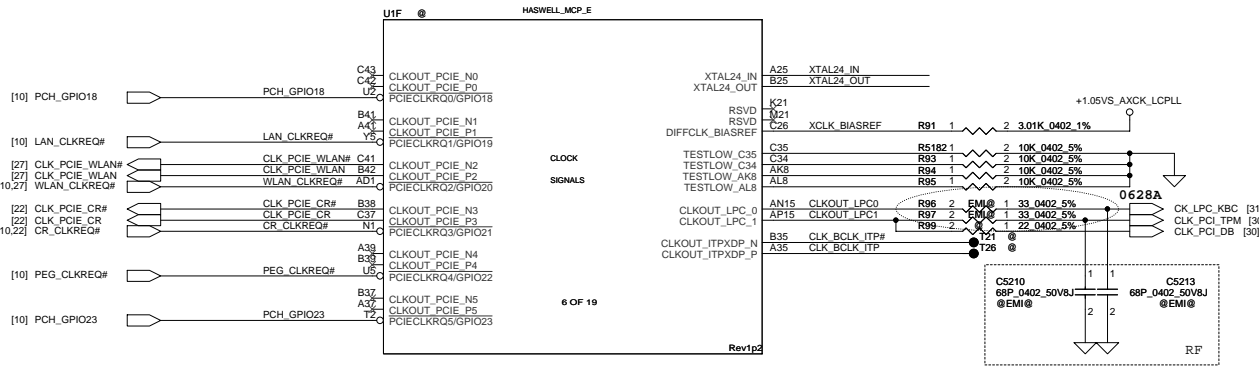 U1F @ HASWELL_MCP_E
C43 CLKOUT_PCIE_N0
C42 CLKOUT_PCIE_P0
[10] PCH_GPIO18 PCH_GPIO18 U2 PCIECLKRQ0/GPIO18
B41 CLKOUT_PCIE_N1
A41 CLKOUT_PCIE_P1
[10] LAN_CLKREQ# LAN_CLKREQ# Y5 PCIECLKRQ1/GPIO19
[27] CLK_PCIE_WLAN# CLK_PCIE_WLAN# C41 CLKOUT_PCIE_N2
[27] CLK_PCIE_WLAN CLK_PCIE_WLAN B42 CLKOUT_PCIE_P2
10,27] WLAN_CLKREQ# WLAN_CLKREQ# AD1 PCIECLKRQ2/GPIO20
[22] CLK_PCIE_CR# CLK_PCIE_CR# B38 CLKOUT_PCIE_N3
[22] CLK_PCIE_CR CLK_PCIE_CR C37 CLKOUT_PCIE_P3
10,22] CR_CLKREQ# CR_CLKREQ# N1 PCIECLKRQ3/GPIO21
A39 CLKOUT_PCIE_N4
B39 CLKOUT_PCIE_P4
[10] PEG_CLKREQ# PEG_CLKREQ# U5 PCIECLKRQ4/GPIO22
B37 CLKOUT_PCIE_N5
A37 CLKOUT_PCIE_P5
[10] PCH_GPIO23 PCH_GPIO23 T2 PCIECLKRQ5/GPIO23
CLOCK
SIGNALS
6 OF 19
Rev1p2
XTAL24_IN A25 XTAL24_IN
XTAL24_OUT B25 XTAL24_OUT
RSVD K21
RSVD M21
+1.05VS_AXCK_LCPLL
DIFFCLK_BIASREF C26 XCLK_BIASREF R91 1 2 3.01K_0402_1%
TESTLOW_C35 C35 R5182 1 2 10K_0402_5%
TESTLOW_C34 C34 R93 1 2 10K_0402_5%
TESTLOW_AK8 AK8 R94 1 2 10K_0402_5%
TESTLOW_AL8 AL8 R95 1 2 10K_0402_5%
0628A
CLKOUT_LPC_0 AN15 CLKOUT_LPC0 R96 2 EMI@ 1 33_0402_5% CK_LPC_KBC [31
CLKOUT_LPC_1 AP15 CLKOUT_LPC1 R97 2 EMI@ 1 33_0402_5% CLK_PCI_TPM [30
R99 2 @ 1 22_0402_5% CLK_PCI_DB [30]
CLKOUT_ITPXDP_N B35 CLK_BCLK_ITP# T21 @
CLKOUT_ITPXDP_P A35 CLK_BCLK_ITP T26 @
C5210
68P_0402_50V8J
@EMI@
1
2
1
2
C5213
68P_0402_50V8J
@EMI@
RF